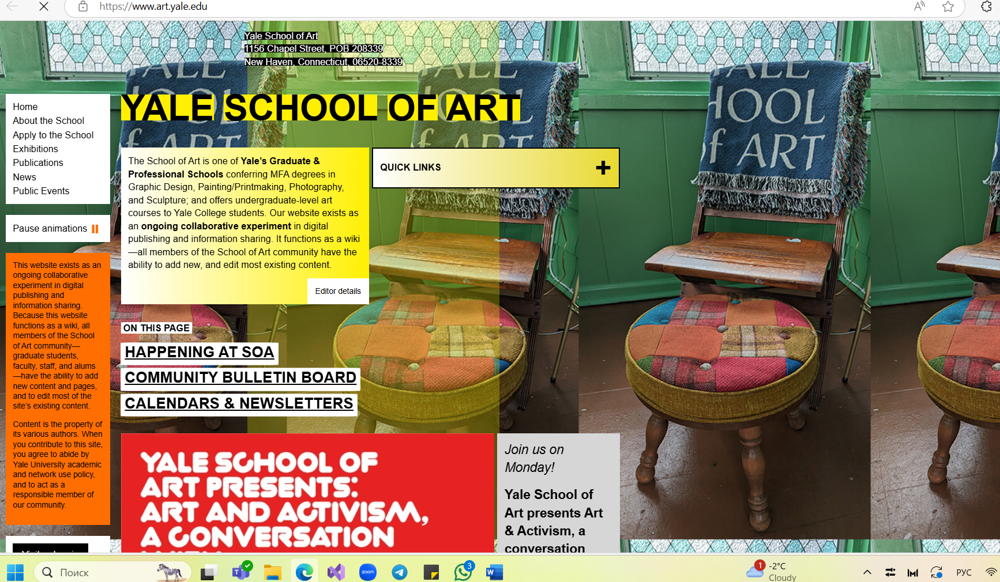 https://www.art.yale.edu
Yale School of Art
1156 Chapel Street, POB 208339
New Haven, Connecticut, 06520-8339
YALE SCHOOL OF ART
Home
About the School
Apply to the School
Exhibitions
Publications
News
Public Events
Pause animations
This website exists as an
ongoing collaborative
experiment in digital
publishing and
information sharing.
Because this website
functions as a wiki, all
members of the School
of Art community—
graduate students,
faculty, staff, and alums
—have the ability to add
new content and pages,
and to edit most of the
site's existing content.
Content is the property of
its various authors. When
you contribute to this site,
you agree to abide by
Yale University academic
and network use policy,
and to act as a
responsible member of
our community.
The School of Art is one of Yale's Graduate &
Professional Schools conferring MFA degrees in
Graphic Design, Painting/Printmaking, Photography,
and Sculpture; and offers undergraduate-level art
courses to Yale College students. Our website exists as
an ongoing collaborative experiment in digital
publishing and information sharing. It functions as a wiki
—all members of the School of Art community have the
ability to add new, and edit most existing content.
Editor details
QUICK LINKS
ON THIS PAGE
HAPPENING AT SOA
COMMUNITY BULLETIN BOARD
CALENDARS & NEWSLETTERS
YALE SCHOOL OF
ART PRESENTS:
ART AND ACTIVISM,
A CONVERSATION
Join us on
Monday!
Yale School of
Art presents Art
& Activism, a
conversation
HOOL
of ART
Поиск
zoom
3
1
-2°C
Cloudy
РУС